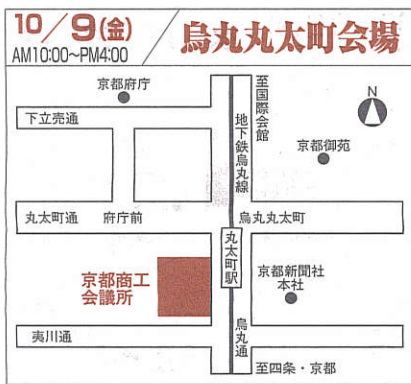 10/9(金)
AM10:00~PM4:00
烏丸丸太町会場
京都府庁
下立売通
至国際会館
地下鉄烏丸線
N
京都御苑
丸太町通
府庁前
烏丸丸太町
丸太町駅
京都商工
会議所
京都新聞社
本社
夷川通
烏丸通
至四条・京都